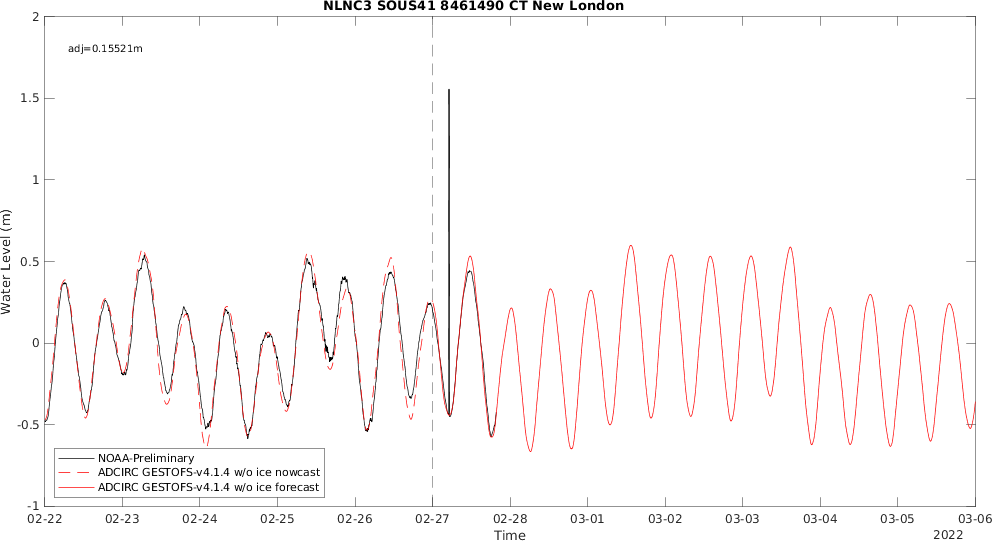 NLNC3 SOUS41 8461490 CT New London
adj=0.15521m
2
1.5
1
0.5
0
-0.5
-1
Water Level (m)
NOAA-Preliminary
ADCIRC GESTOFS-v4.1.4 w/o ice nowcast
ADCIRC GESTOFS-v4.1.4 w/o ice forecast
02-22 02-23 02-24 02-25 02-26 02-27 02-28 03-01 03-02 03-03 03-04 03-05 03-06
Time
2022